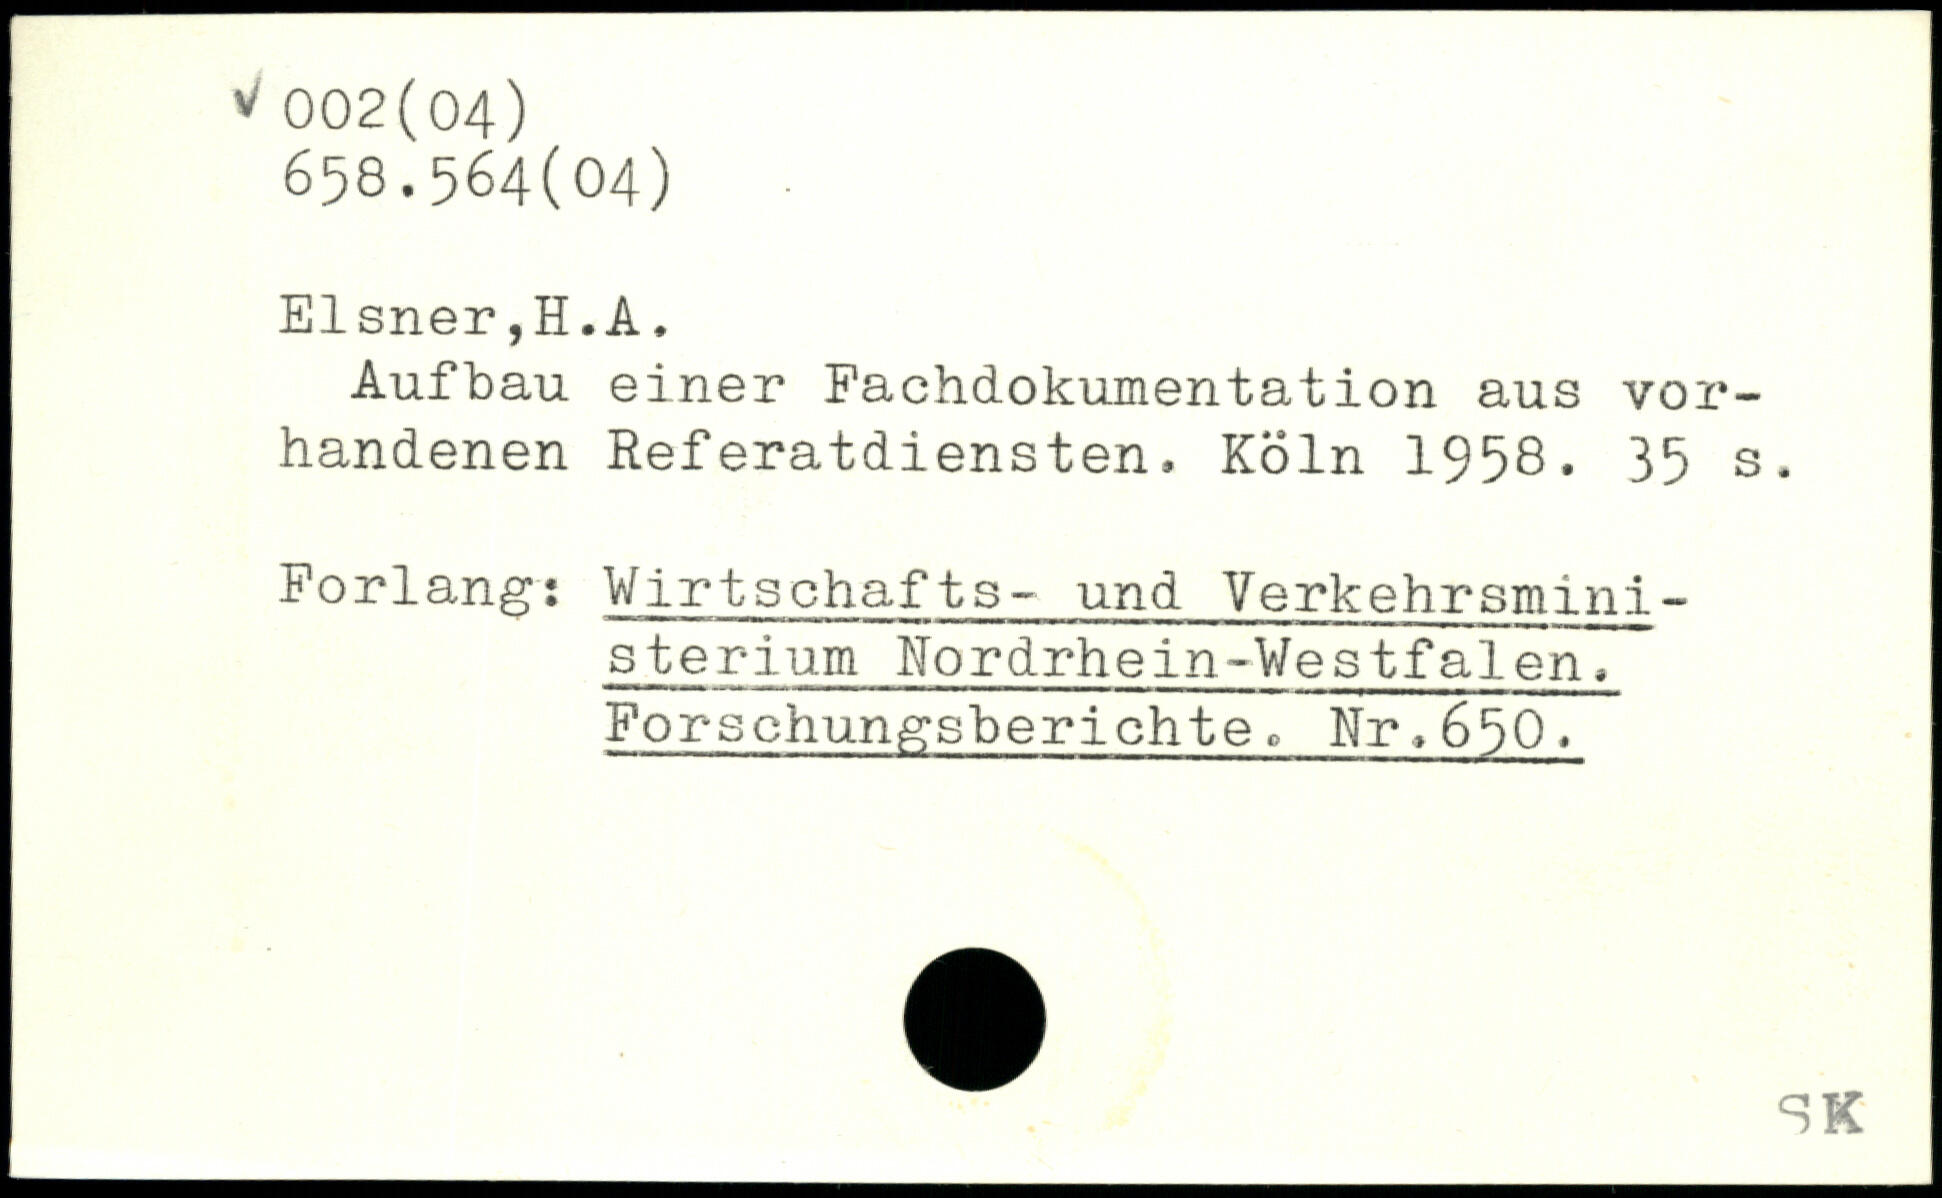 ✓ 002(04)
658.564(04)
Elsner,H.A.
Aufbau einer Fachdokumentation aus vor-
handenen Referatdiensten. Köln 1958. 35 s.
Forlang: Wirtschafts- und Verkehrsmini-
sterium Nordrhein-Westfalen.
Forschungsberichte. Nr.650.
SK